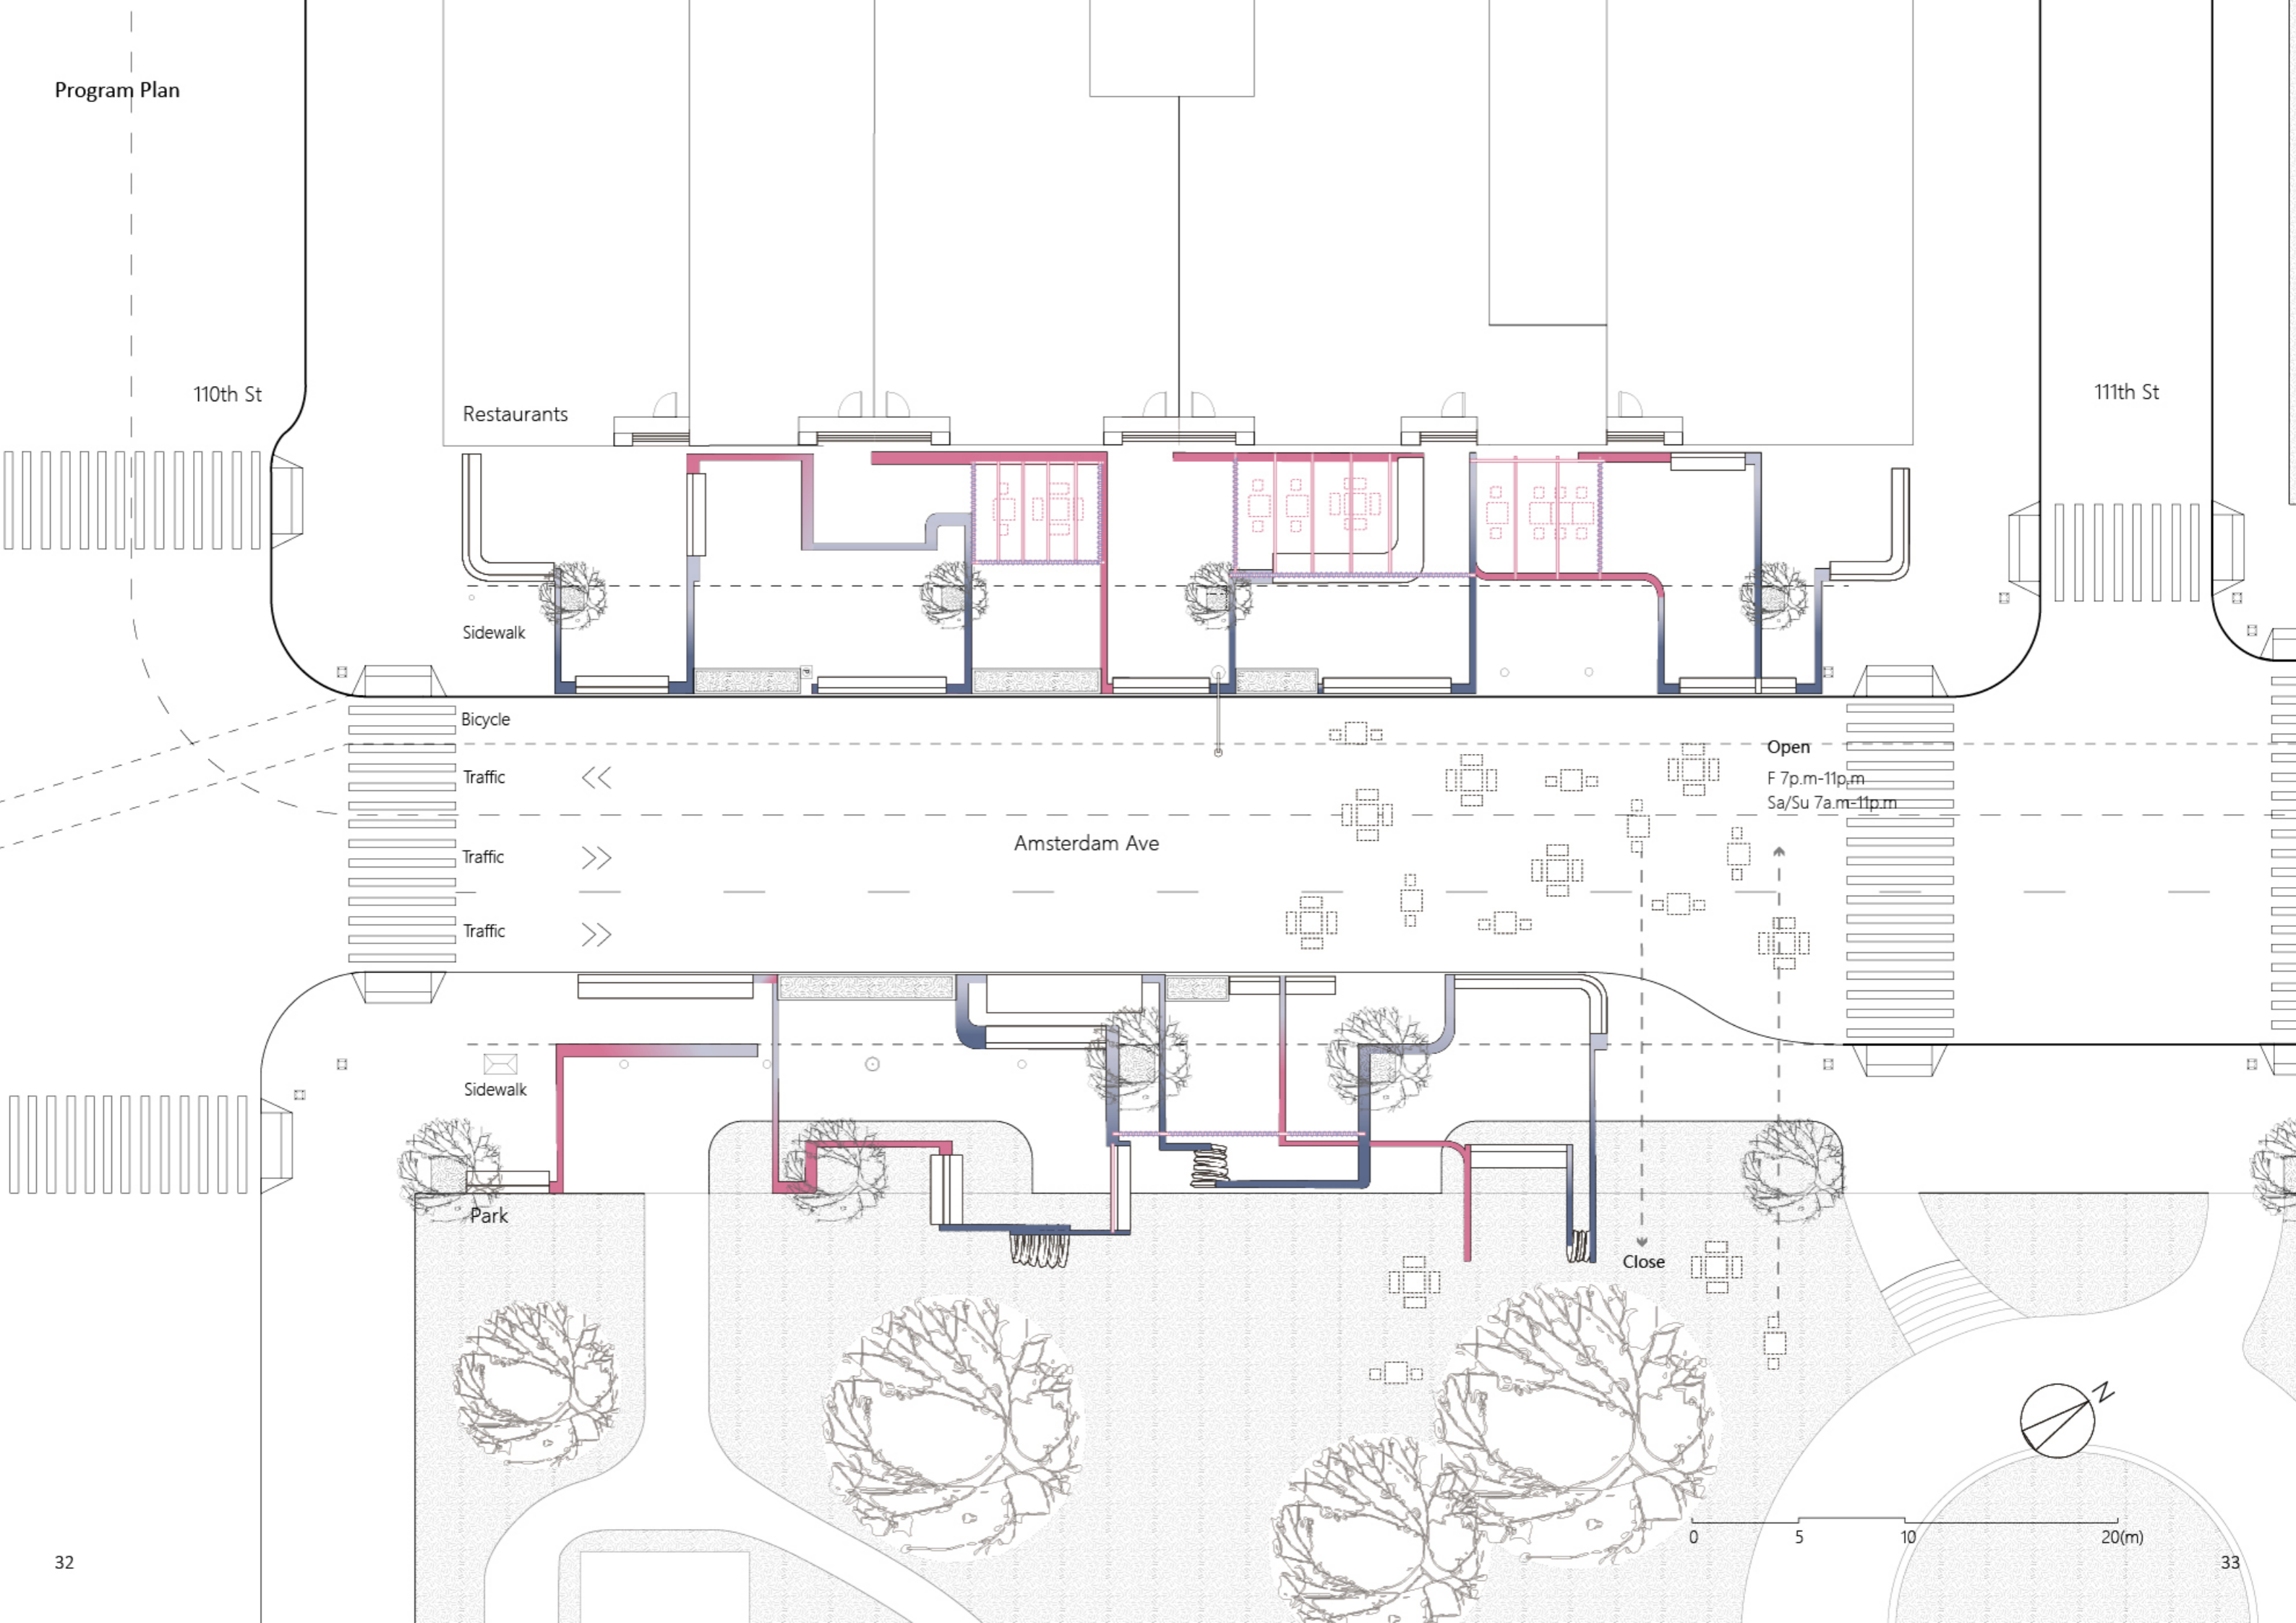 Program Plan
110th St
Restaurants
111th St
Sidewalk
Bicycle
Traffic
Open
F 7p.m-11p.m
Sa/Su 7a.m-11p.m
Amsterdam Ave
Traffic
Traffic
Sidewalk
Park
Close
N
0 5 10 20(m)
32
33